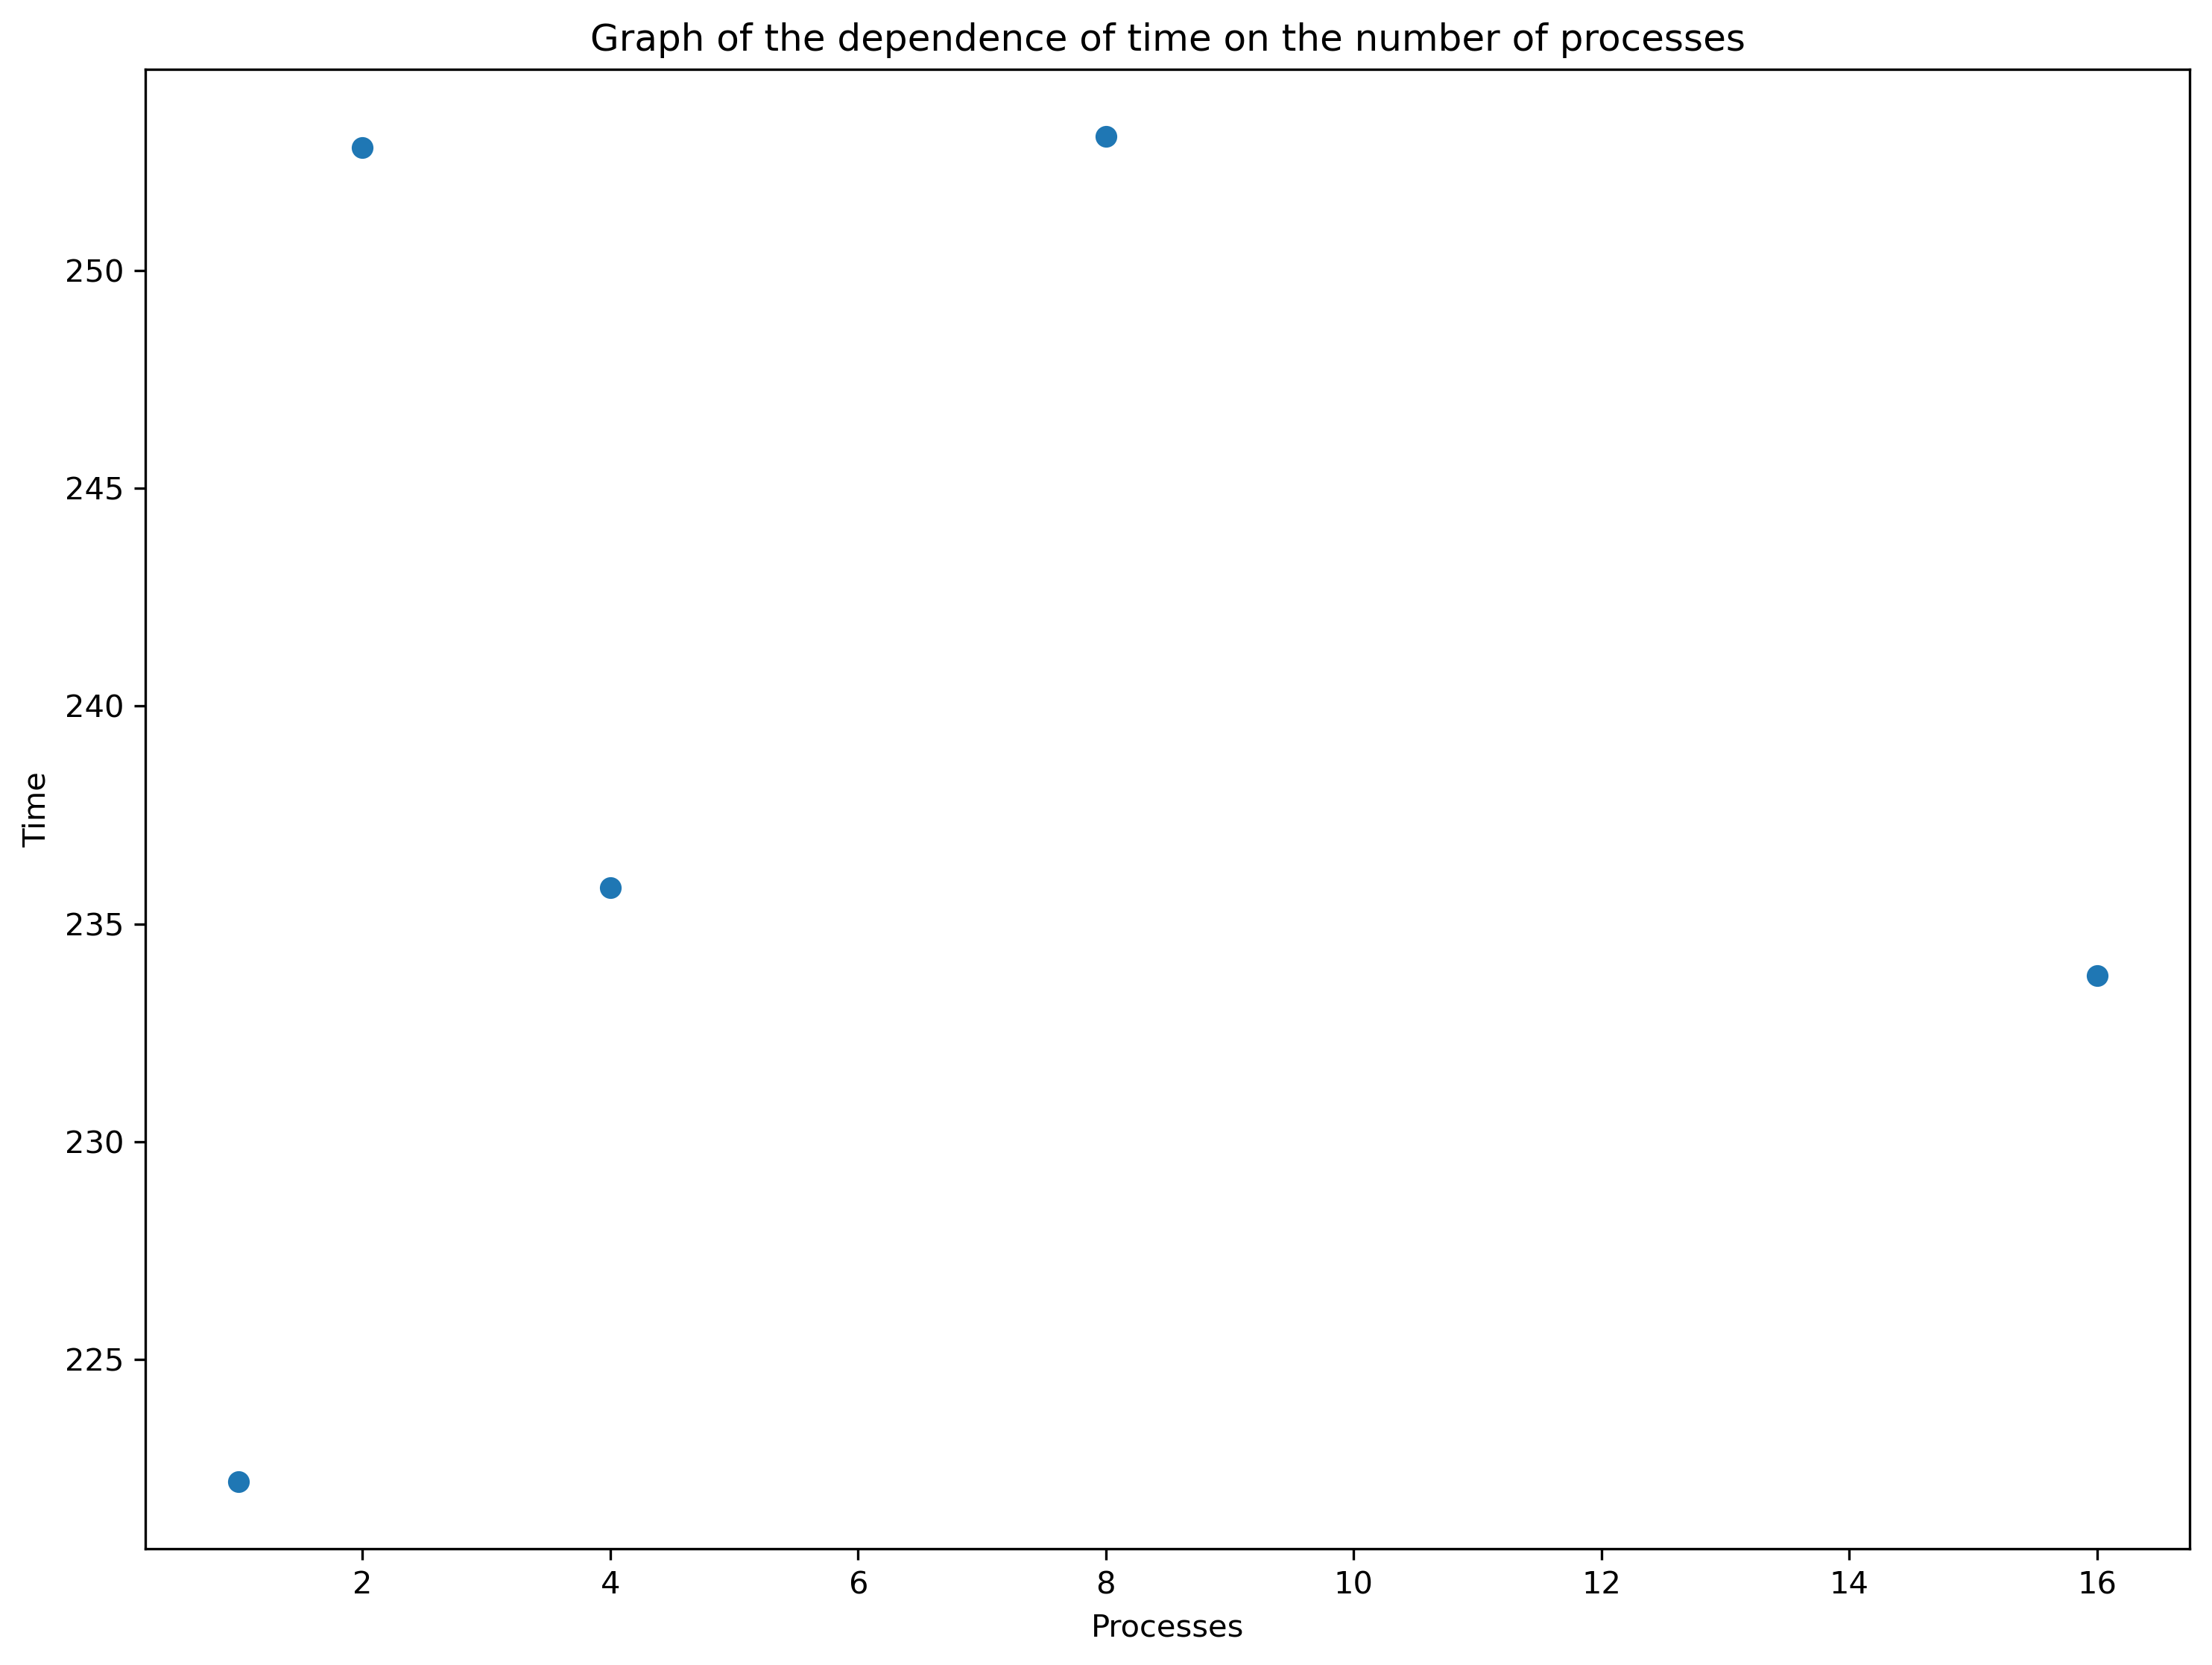 Graph of the dependence of time on the number of processes
250
245
240
235
230
225
Time
2 4 6 8 10 12 14 16
Processes